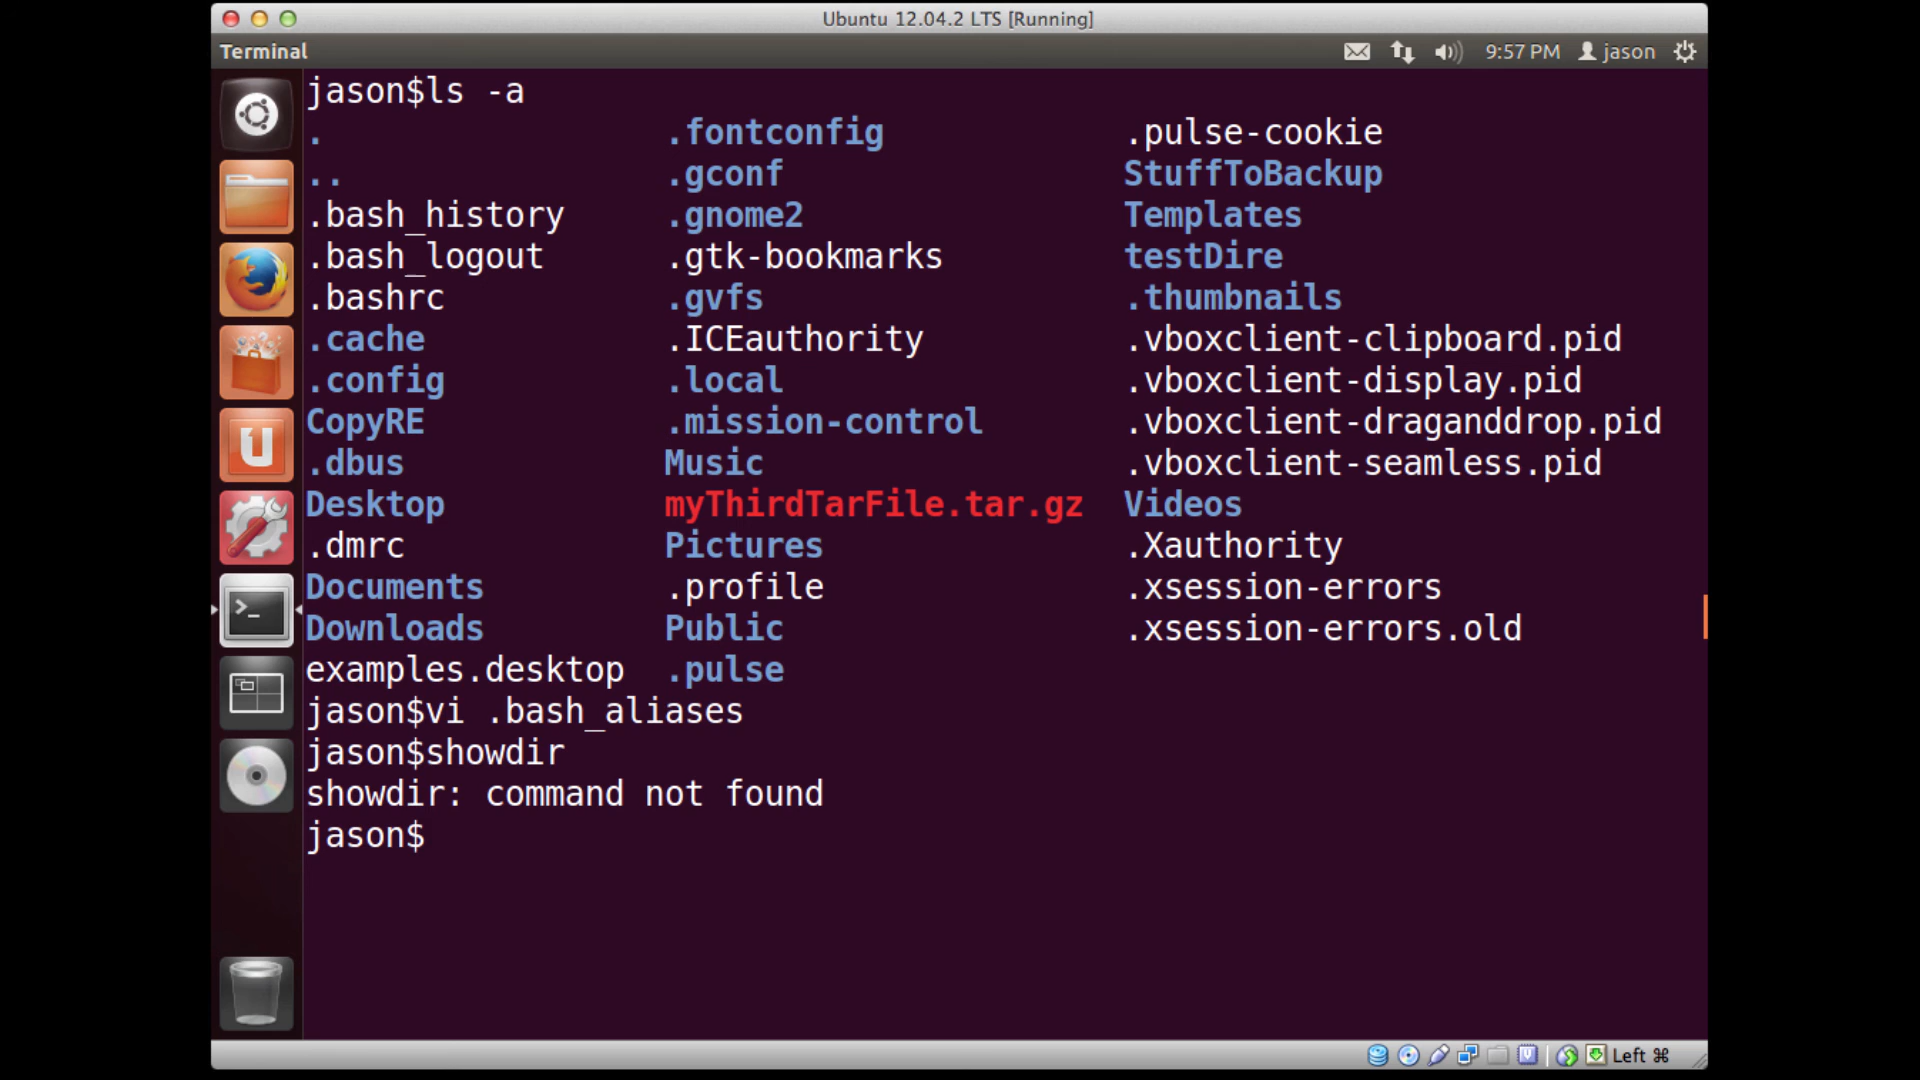 Ubuntu 12.04.2 LTS [Running]
Terminal 9:57 PM jason
jason$ls -a
. .fontconfig .pulse-cookie
.. .gconf StuffToBackup
.bash_history .gnome2 Templates
.bash_logout .gtk-bookmarks testDire
.bashrc .gvfs .thumbnails
.cache .ICEauthority .vboxclient-clipboard.pid
.config .local .vboxclient-display.pid
CopyRE .mission-control .vboxclient-draganddrop.pid
.dbus Music .vboxclient-seamless.pid
Desktop myThirdTarFile.tar.gz Videos
.dmrc Pictures .Xauthority
Documents .profile .xsession-errors
Downloads Public .xsession-errors.old
examples.desktop .pulse
jason$vi .bash_aliases
jason$showdir
showdir: command not found
jason$
Left ⌘